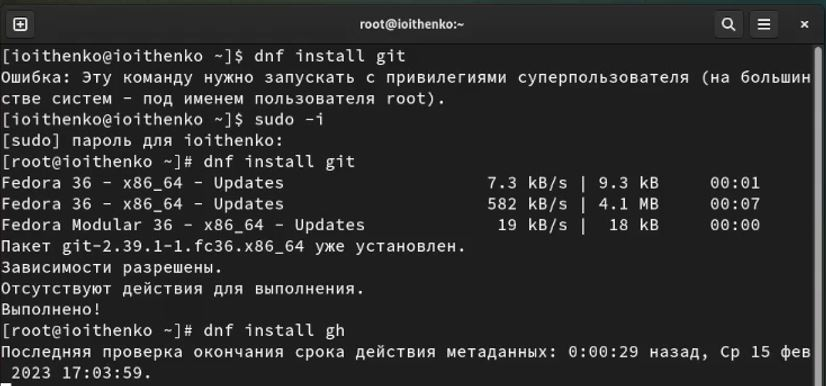 root@ioithenko:~
[ioithenko@ioithenko ~]$ dnf install git
Ошибка: Эту команду нужно запускать с привилегиями суперпользователя (на большин
стве систем - под именем пользователя root).
[ioithenko@ioithenko ~]$ sudo -i
[sudo] пароль для ioithenko:
[root@ioithenko ~]# dnf install git
Fedora 36 - x86_64 - Updates 7.3 kB/s | 9.3 kB 00:01
Fedora 36 - x86_64 - Updates 582 kB/s | 4.1 MB 00:07
Fedora Modular 36 - x86_64 - Updates 19 kB/s | 18 kB 00:00
Пакет git-2.39.1-1.fc36.x86_64 уже установлен.
Зависимости разрешены.
Отсутствуют действия для выполнения.
Выполнено!
[root@ioithenko ~]# dnf install gh
Последняя проверка окончания срока действия метаданных: 0:00:29 назад, Ср 15 фев
2023 17:03:59.